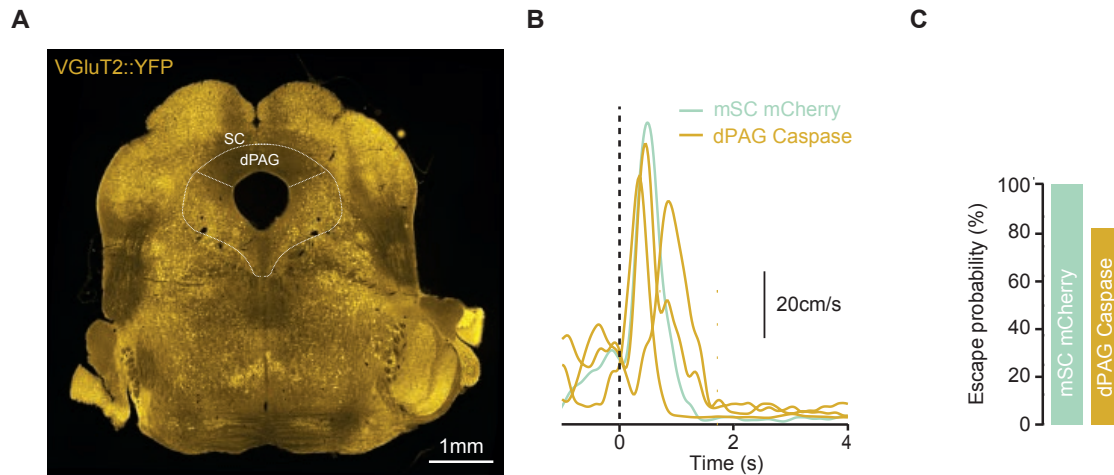 A
VGluT2::YFP
SC
dPAG
1mm
B
mSC mCherry
dPAG Caspase
20cm/s
0
2
4
Time (s)
C
Escape probability (%)
100
80
60
40
20
0
mSC mCherry
dPAG Caspase